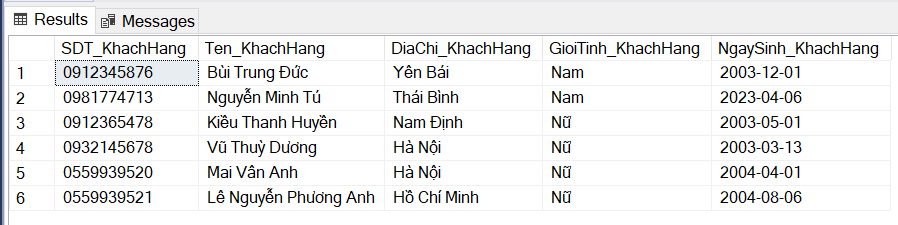 Results Messages
SDT_KhachHang Ten_KhachHang DiaChi_KhachHang GioiTinh_KhachHang NgaySinh_KhachHang
1 0912345876 Bùi Trung Đức Yên Bái Nam 2003-12-01
2 0981774713 Nguyễn Minh Tú Thái Bình Nam 2023-04-06
3 0912365478 Kiều Thanh Huyền Nam Định Nữ 2003-05-01
4 0932145678 Vũ Thuỳ Dương Hà Nội Nữ 2003-03-13
5 0559939520 Mai Vân Anh Hà Nội Nữ 2004-04-01
6 0559939521 Lê Nguyễn Phương Anh Hồ Chí Minh Nữ 2004-08-06